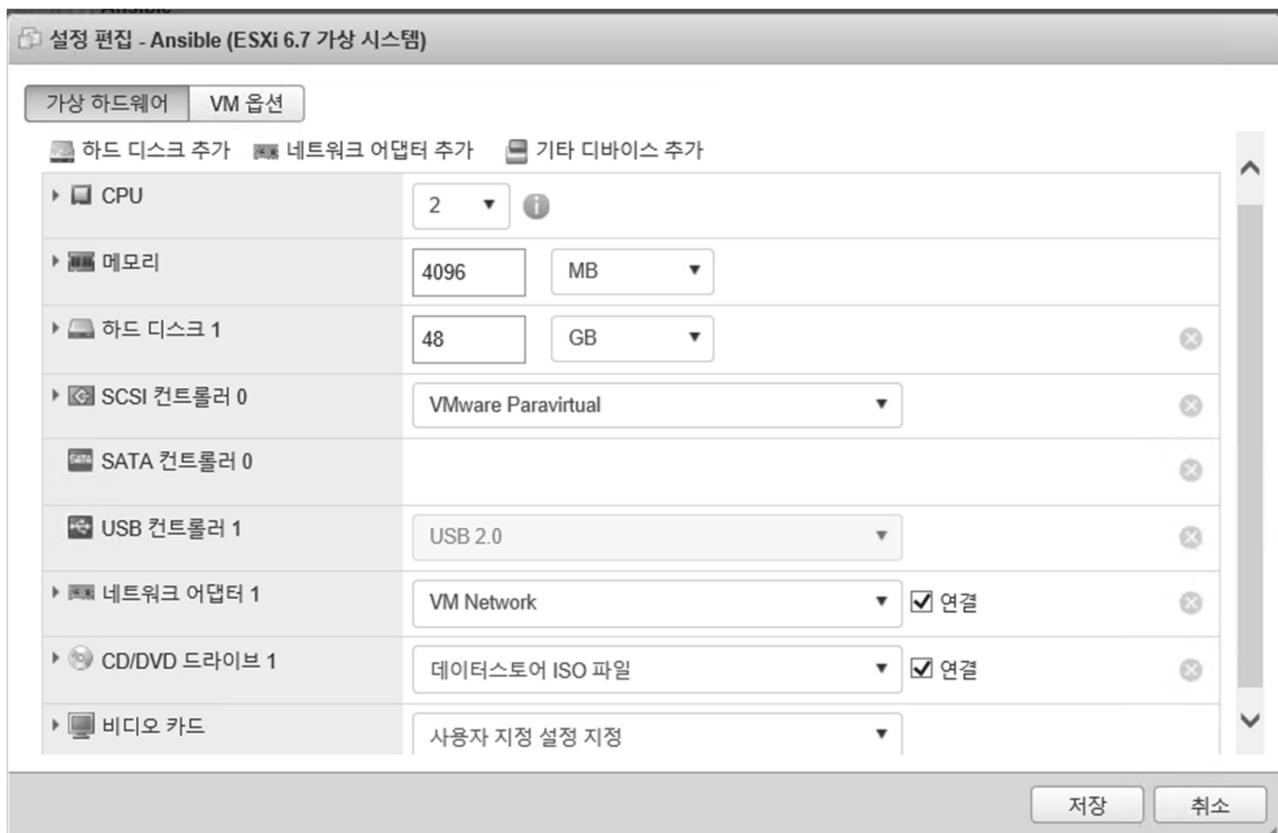 설정 편집 - Ansible (ESXi 6.7 가상 시스템)
가상 하드웨어 VM 옵션
하드 디스크 추가 네트워크 어댑터 추가 기타 디바이스 추가
CPU 2
메모리 4096 MB
하드 디스크 1 48 GB
SCSI 컨트롤러 0 VMware Paravirtual
SATA SATA 컨트롤러 0
USB 컨트롤러 1 USB 2.0
네트워크 어댑터 1 VM Network 연결
CD/DVD 드라이브 1 데이터스토어 ISO 파일 연결
비디오 카드 사용자 지정 설정 지정
저장 취소